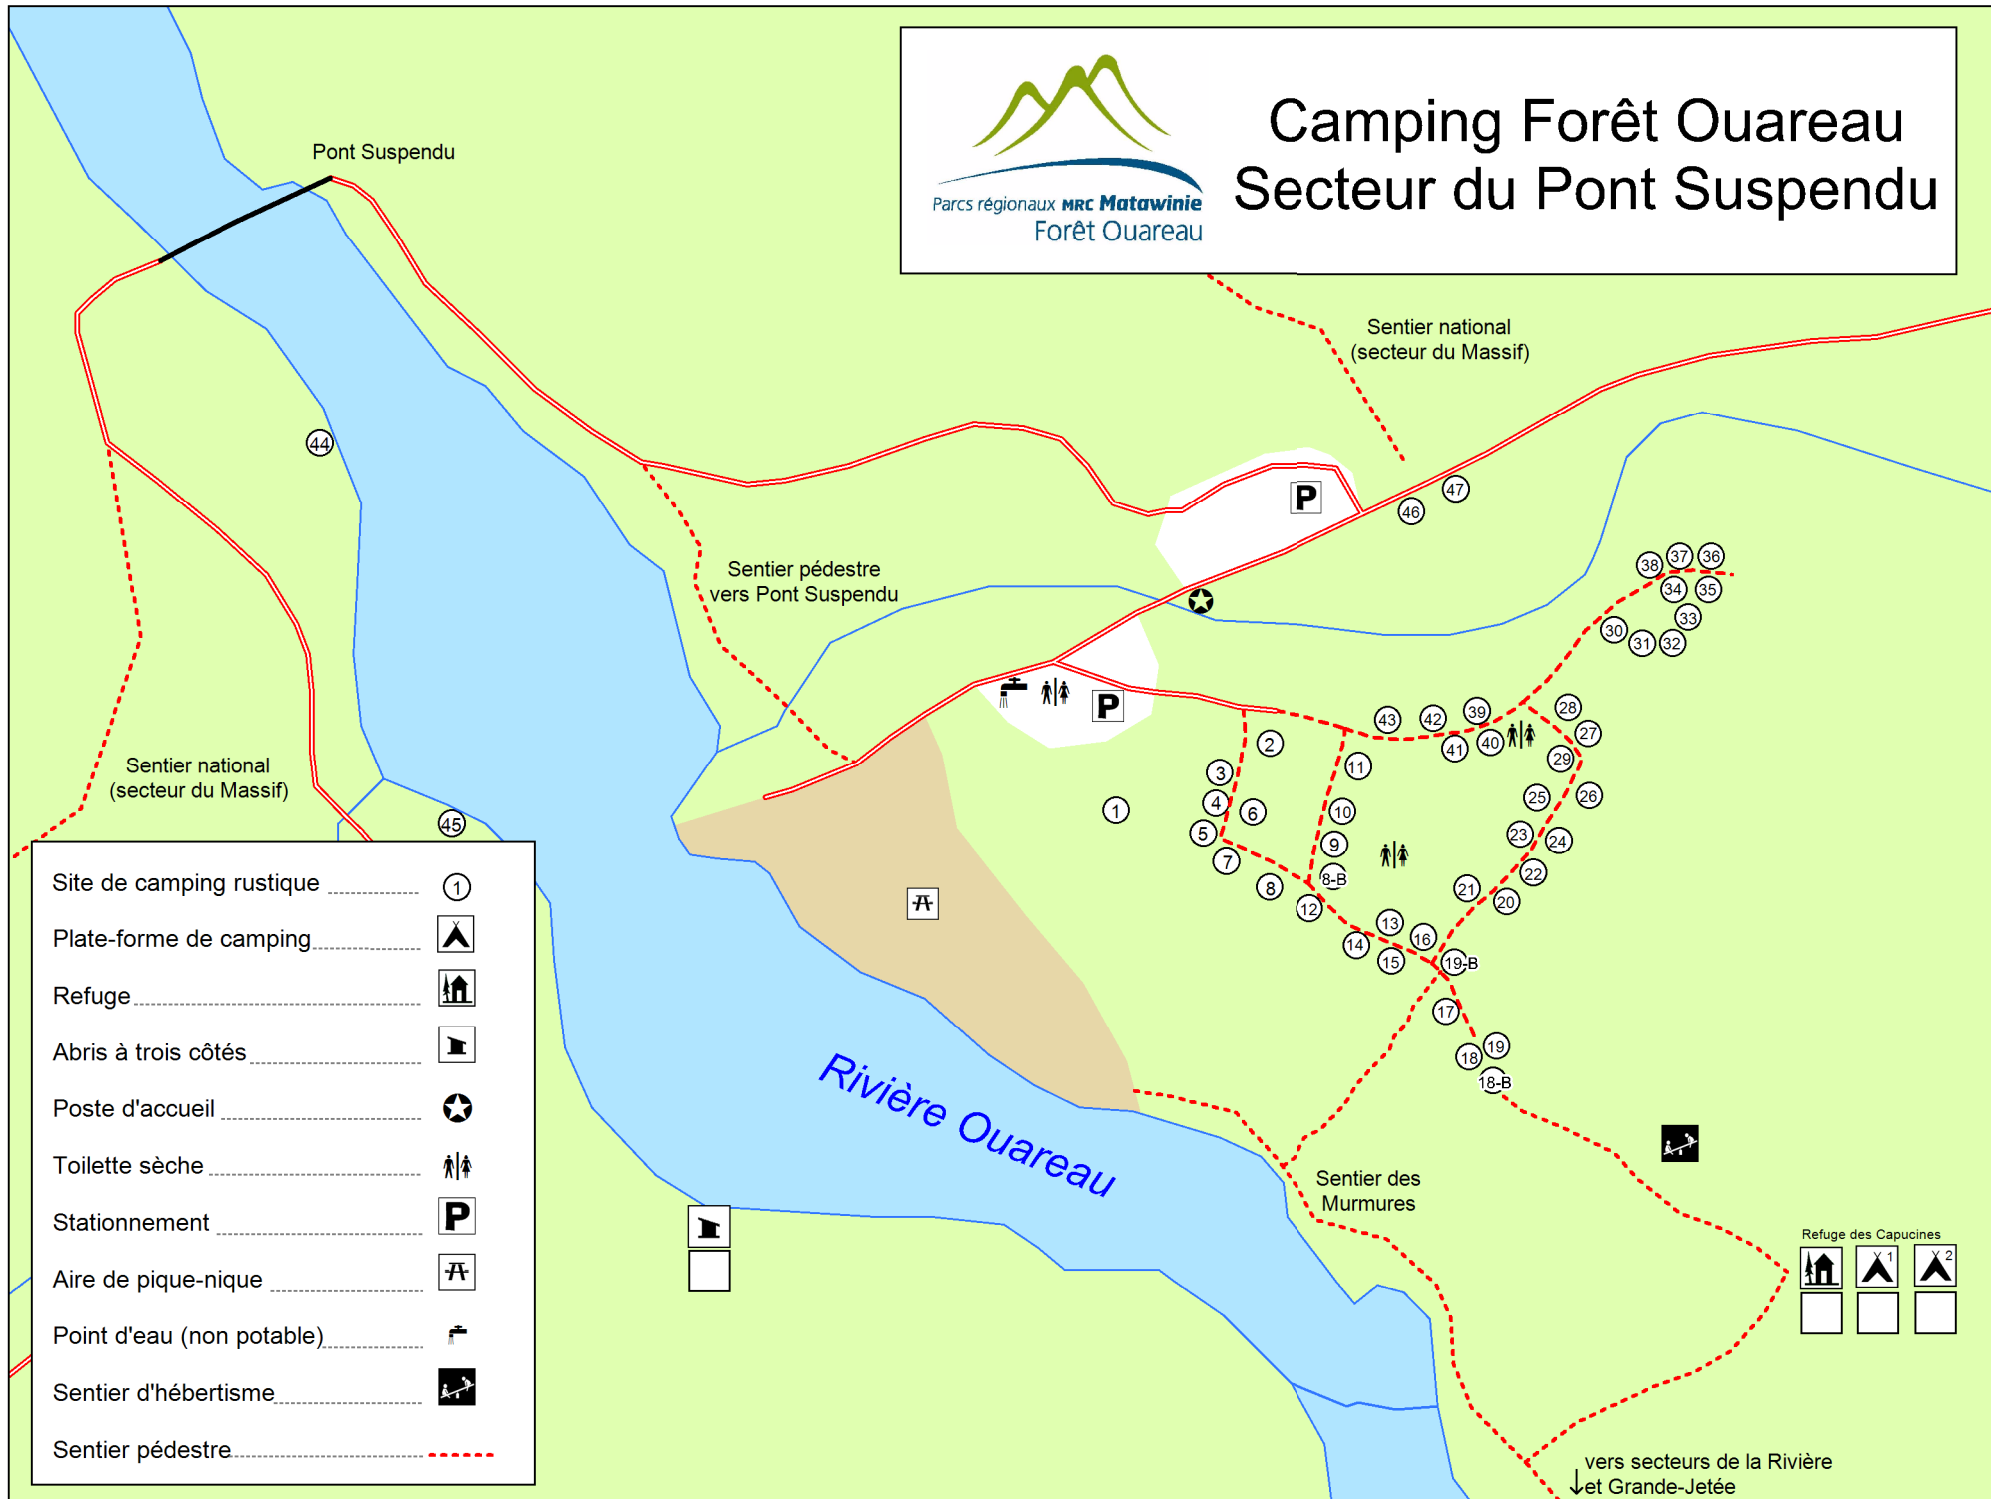 Camping Forêt Ouareau
Secteur du Pont Suspendu
Parcs régionaux MRC Matawinie
Forêt Ouareau
Pont Suspendu
Sentier national
(secteur du Massif)
44
P
47
46
Sentier pédestre
vers Pont Suspendu
38
37
36
34
35
33
30
31
32
P
43
42
39
28
41
40
27
2
29
11
3
25
26
4
6
10
1
5
23
24
9
7
22
8-B
8
21
20
12
13
14
16
15
19-B
17
19
18
18-B
Sentier national
(secteur du Massif)
45
Site de camping rustique
1
Plate-forme de camping
Refuge
Abris à trois côtés
Poste d'accueil
Toilette sèche
Stationnement
P
Aire de pique-nique
Point d'eau (non potable)
Sentier d'hébertisme
Sentier pédestre
Rivière Ouareau
Sentier des
Murmures
Refuge des Capucines
1
2
vers secteurs de la Rivière
et Grande-Jetée